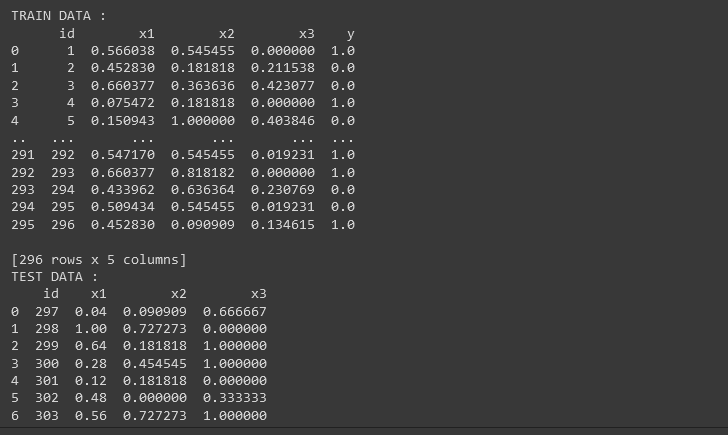 TRAIN DATA :
id x1 x2 x3 y
0 1 0.566038 0.545455 0.000000 1.0
1 2 0.452830 0.181818 0.211538 0.0
2 3 0.660377 0.363636 0.423077 0.0
3 4 0.075472 0.181818 0.000000 1.0
4 5 0.150943 1.000000 0.403846 0.0
.. ... ... ... ... ...
291 292 0.547170 0.545455 0.019231 1.0
292 293 0.660377 0.818182 0.000000 1.0
293 294 0.433962 0.636364 0.230769 0.0
294 295 0.509434 0.545455 0.019231 0.0
295 296 0.452830 0.090909 0.134615 1.0
[296 rows x 5 columns]
TEST DATA :
id x1 x2 x3
0 297 0.04 0.090909 0.666667
1 298 1.00 0.727273 0.000000
2 299 0.64 0.181818 1.000000
3 300 0.28 0.454545 1.000000
4 301 0.12 0.181818 0.000000
5 302 0.48 0.000000 0.333333
6 303 0.56 0.727273 1.000000